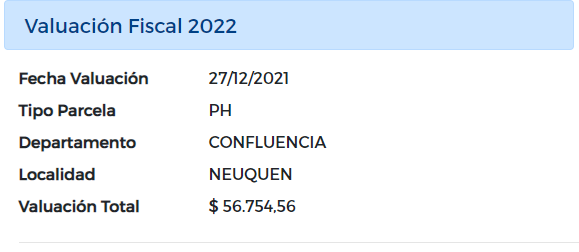 Valuación Fiscal 2022
Fecha Valuación 27/12/2021
Tipo Parcela PH
Departamento CONFLUENCIA
Localidad NEUQUEN
Valuación Total $ 56.754,56